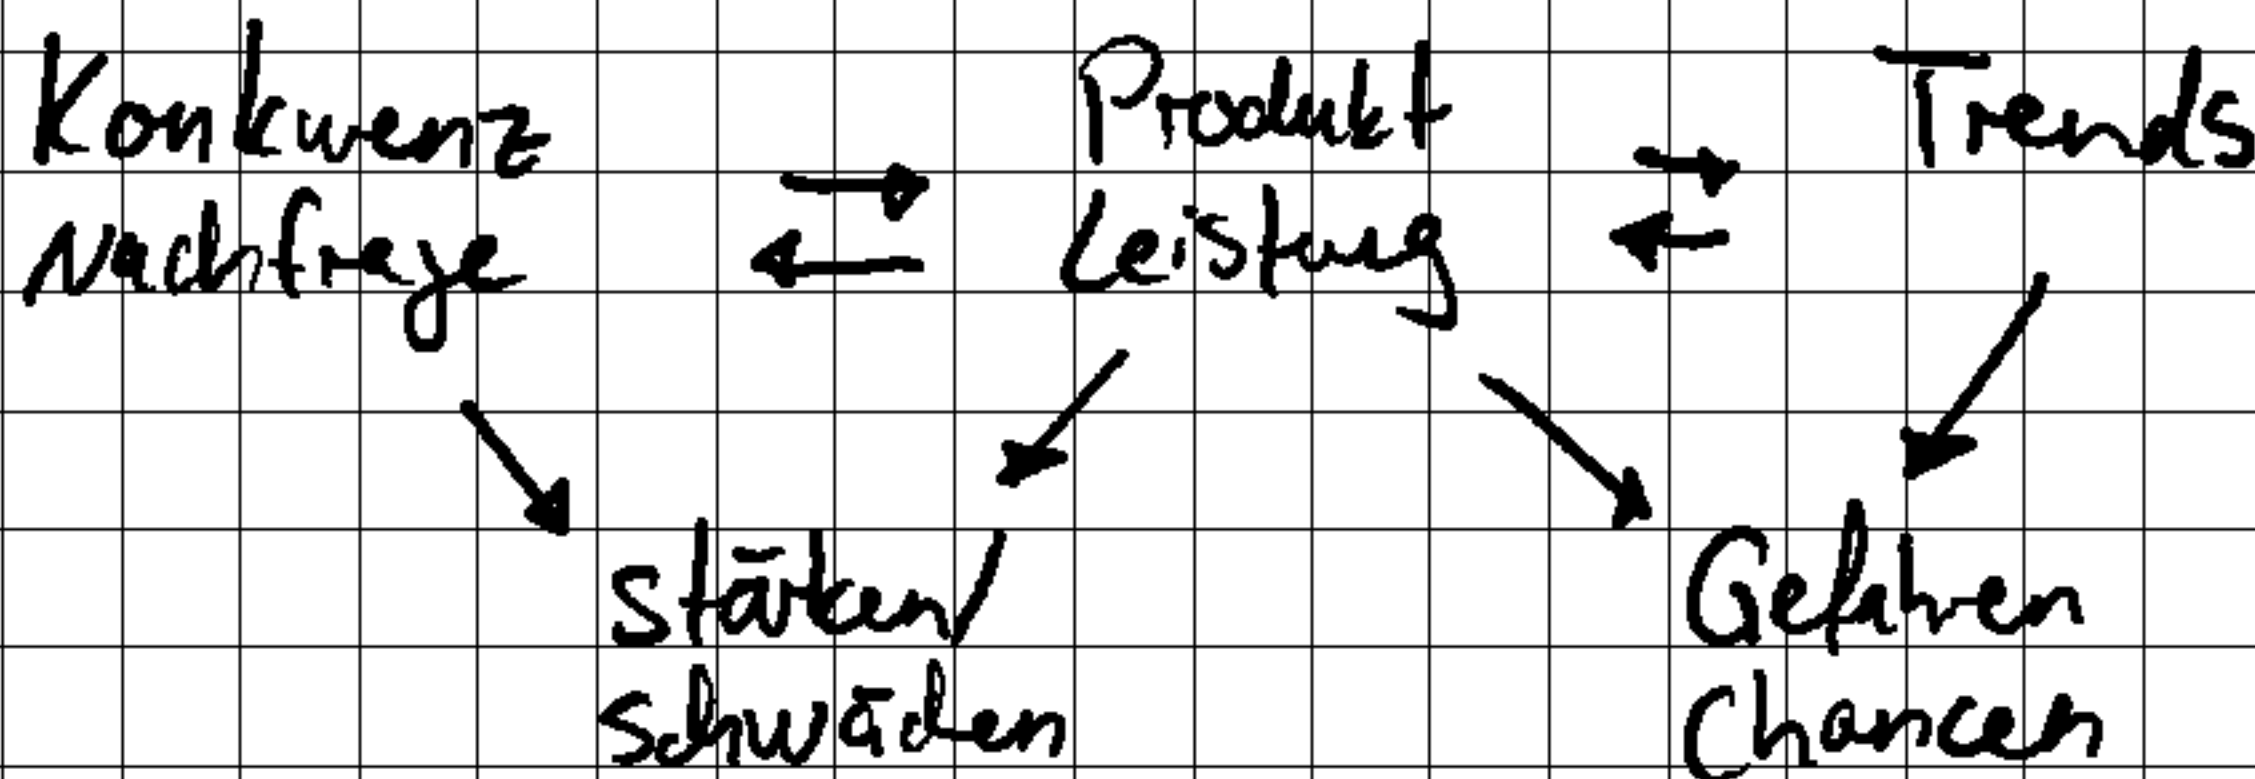 Konkurrenz
Nachfrage
Produkt
Leistung
Trends
Stärken/
Schwächen
Gefahren
Chancen